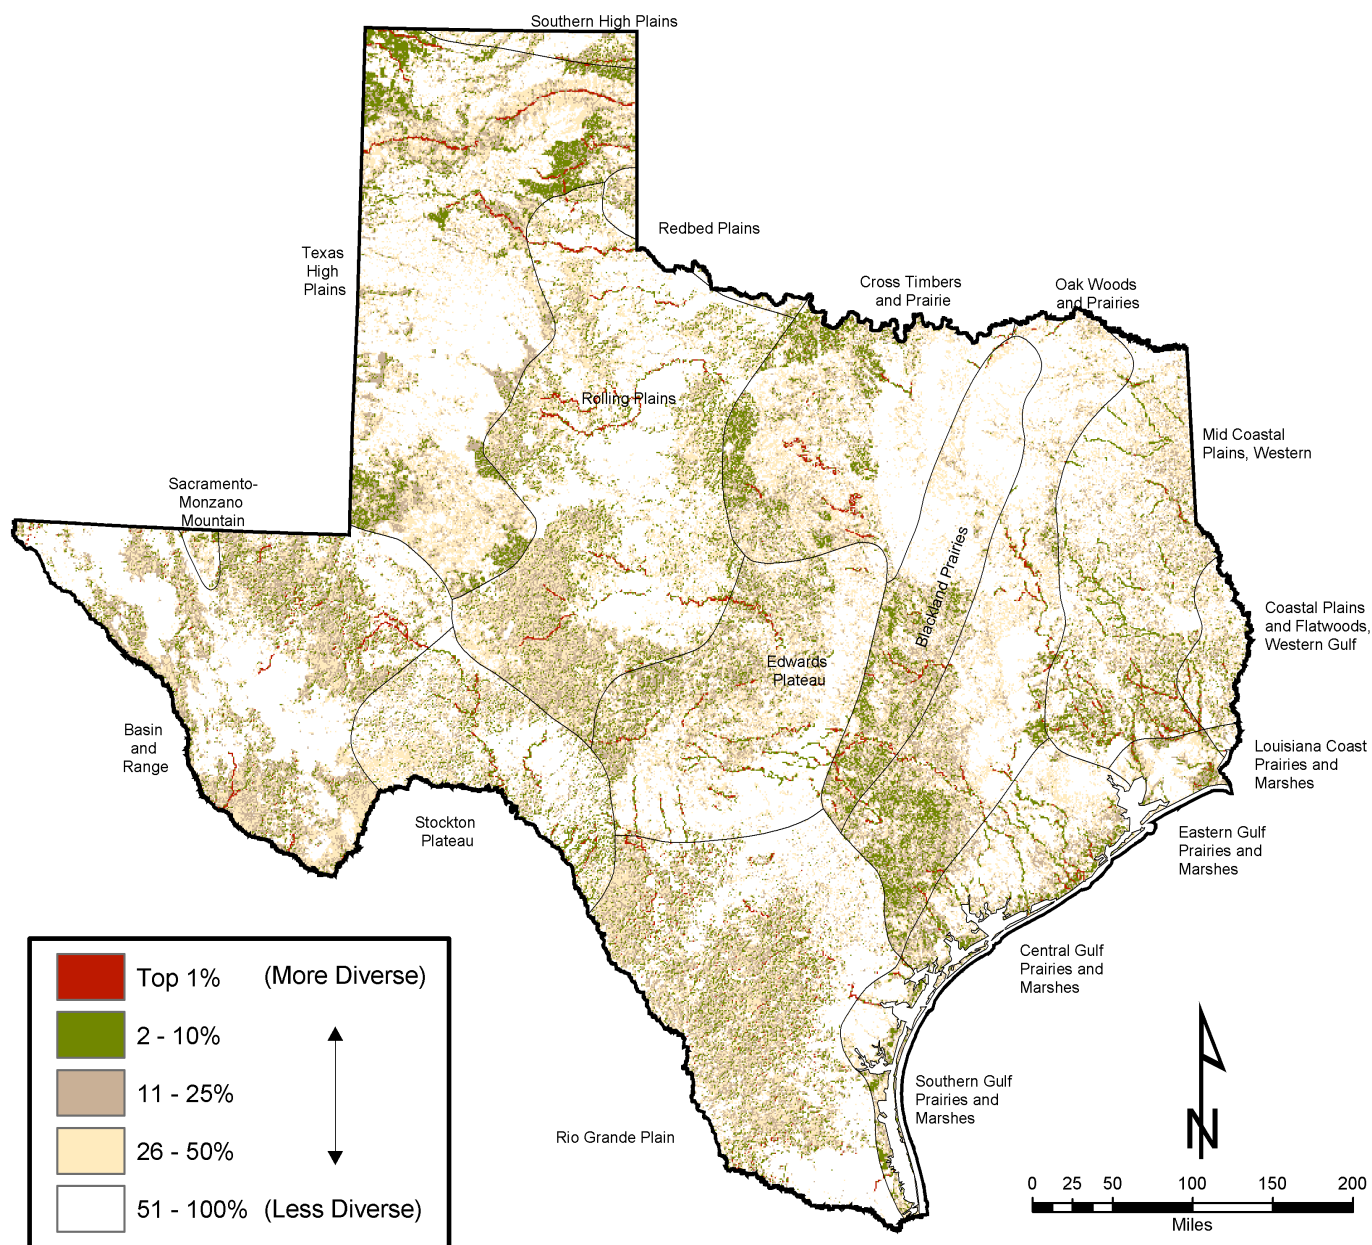 Southern High Plains
Redbed Plains
Texas
High
Plains
Cross Timbers
and Prairie
Oak Woods
and Prairies
Rolling Plains
Mid Coastal
Plains, Western
Sacramento-
Monzano
Mountain
Blackland Prairies
Coastal Plains
and Flatwoods,
Western Gulf
Edwards
Plateau
Basin
and
Range
Louisiana Coast
Prairies and
Marshes
Stockton
Plateau
Eastern Gulf
Prairies and
Marshes
Central Gulf
Prairies and
Marshes
Southern Gulf
Prairies and
Marshes
Rio Grande Plain
Top 1% (More Diverse)
2 - 10%
11 - 25%
26 - 50%
51 - 100% (Less Diverse)
N
0 25 50 100 150 200
Miles